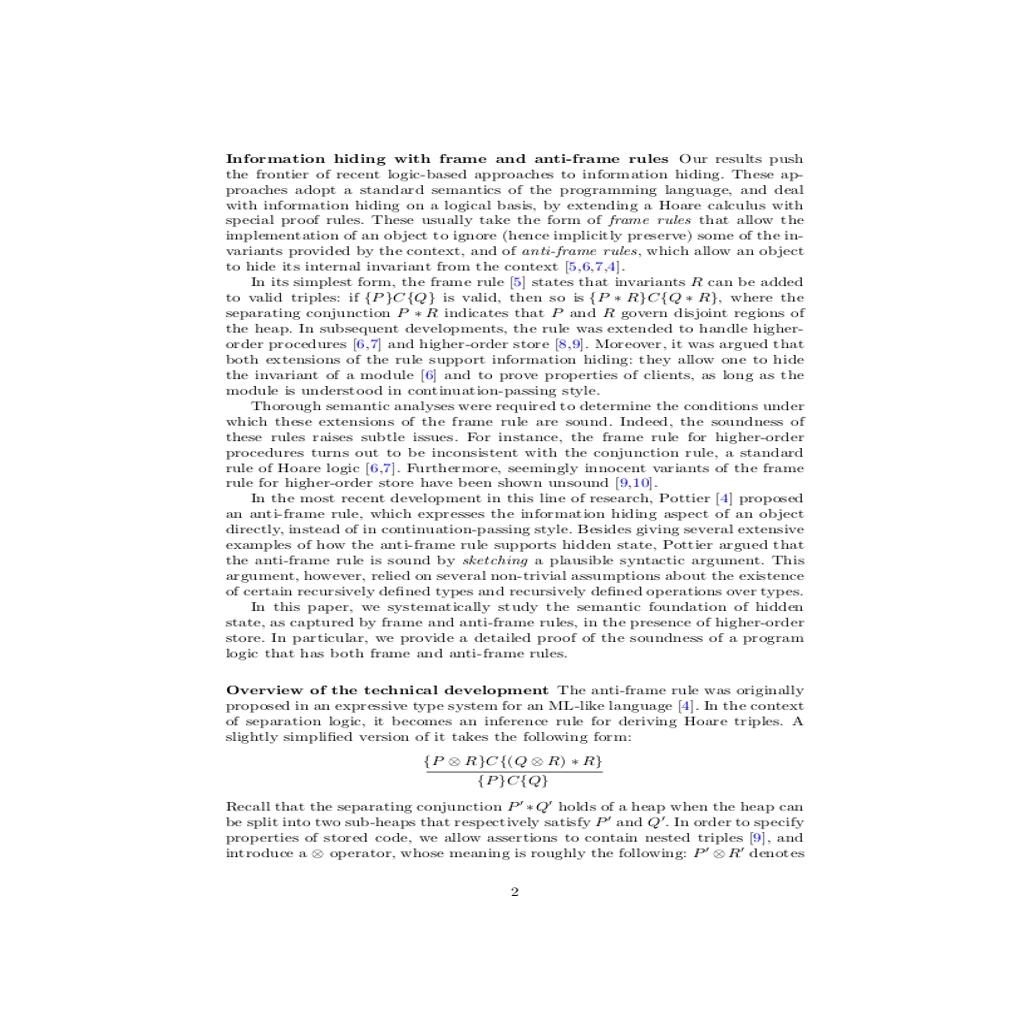 Information hiding with frame and anti-frame rules Our results push
the frontier of recent logic-based approaches to information hiding. These ap-
proaches adopt a standard semantics of the programming language, and deal
with information hiding on a logical basis, by extending a Hoare calculus with
special proof rules. These usually take the form of frame rules that allow the
implementation of an object to ignore (hence implicitly preserve) some of the in-
variants provided by the context, and of anti-frame rules, which allow an object
to hide its internal invariant from the context [5,6,7,4].
In its simplest form, the frame rule [5] states that invariants R can be added
to valid triples: if {P}C{Q} is valid, then so is {P ∗ R}C{Q ∗ R}, where the
separating conjunction P ∗ R indicates that P and R govern disjoint regions of
the heap. In subsequent developments, the rule was extended to handle higher-
order procedures [6,7] and higher-order store [8,9]. Moreover, it was argued that
both extensions of the rule support information hiding: they allow one to hide
the invariant of a module [6] and to prove properties of clients, as long as the
module is understood in continuation-passing style.
Thorough semantic analyses were required to determine the conditions under
which these extensions of the frame rule are sound. Indeed, the soundness of
these rules raises subtle issues. For instance, the frame rule for higher-order
procedures turns out to be inconsistent with the conjunction rule, a standard
rule of Hoare logic [6,7]. Furthermore, seemingly innocent variants of the frame
rule for higher-order store have been shown unsound [9,10].
In the most recent development in this line of research, Pottier [4] proposed
an anti-frame rule, which expresses the information hiding aspect of an object
directly, instead of in continuation-passing style. Besides giving several extensive
examples of how the anti-frame rule supports hidden state, Pottier argued that
the anti-frame rule is sound by sketching a plausible syntactic argument. This
argument, however, relied on several non-trivial assumptions about the existence
of certain recursively defined types and recursively defined operations over types.
In this paper, we systematically study the semantic foundation of hidden
state, as captured by frame and anti-frame rules, in the presence of higher-order
store. In particular, we provide a detailed proof of the soundness of a program
logic that has both frame and anti-frame rules.
Overview of the technical development The anti-frame rule was originally
proposed in an expressive type system for an ML-like language [4]. In the context
of separation logic, it becomes an inference rule for deriving Hoare triples. A
slightly simplified version of it takes the following form:
{P ⊗ R}C{(Q ⊗ R) ∗ R}
{P}C{Q}
Recall that the separating conjunction P′ ∗ Q′ holds of a heap when the heap can
be split into two sub-heaps that respectively satisfy P′ and Q′. In order to specify
properties of stored code, we allow assertions to contain nested triples [9], and
introduce a ⊗ operator, whose meaning is roughly the following: P′ ⊗ R′ denotes
2